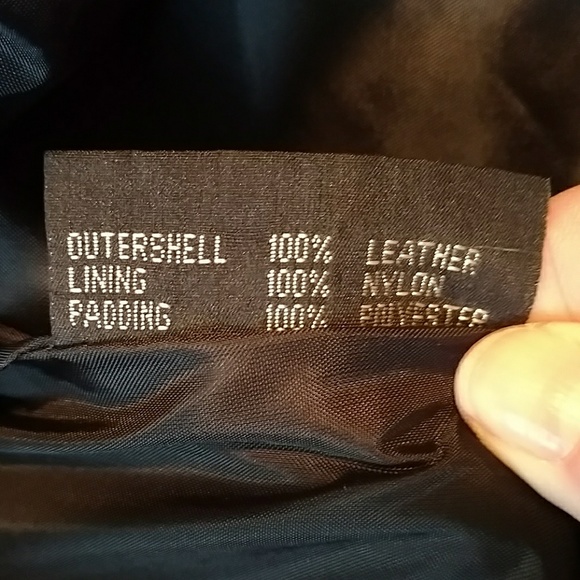 OUTERSHELL 100% LEATHER
LINING 100% NYLON
PADDING 100% POLYESTER